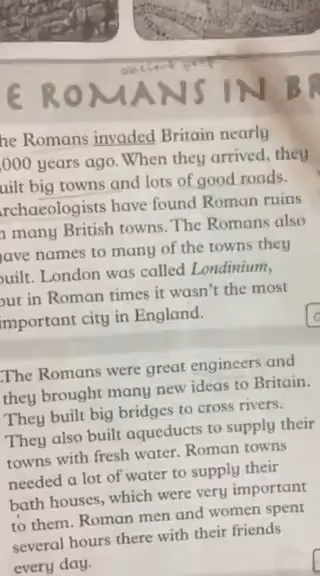 E ROMANS IN BR
he Romans invaded Britain nearly
,000 years ago. When they arrived, they
uilt big towns and lots of good roads.
rchaeologists have found Roman ruins
n many British towns. The Romans also
gave names to many of the towns they
built. London was called Londinium,
but in Roman times it wasn't the most
important city in England.
The Romans were great engineers and
they brought many new ideas to Britain.
They built big bridges to cross rivers.
They also built aqueducts to supply their
towns with fresh water. Roman towns
needed a lot of water to supply their
bath houses, which were very important
to them. Roman men and women spent
several hours there with their friends
every day.